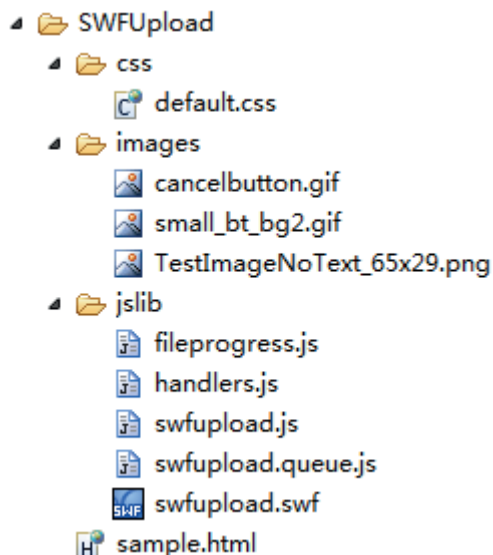 SWFUpload
css
default.css
images
cancelbutton.gif
small_bt_bg2.gif
TestImageNoText_65x29.png
jslib
fileprogress.js
handlers.js
swfupload.js
swfupload.queue.js
swfupload.swf
sample.html